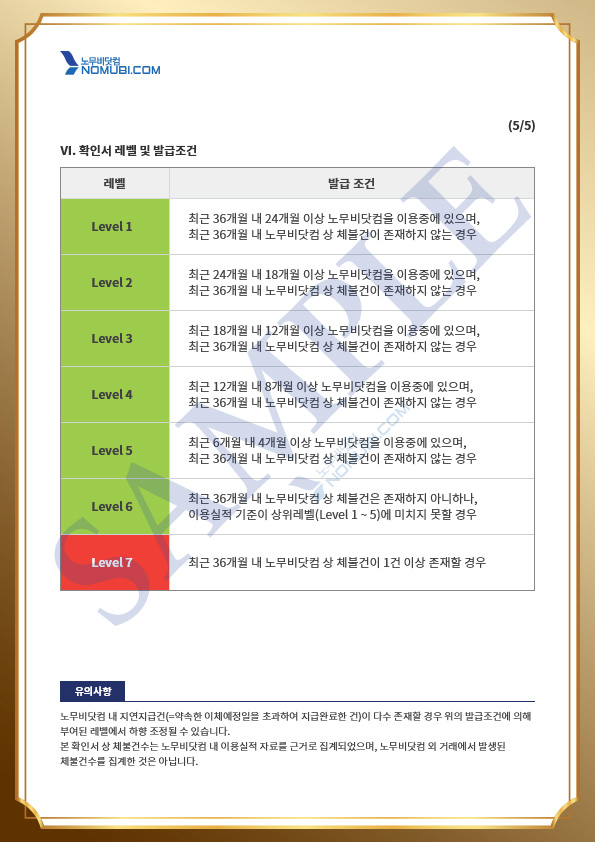 노무비닷컴
NOMUBI.COM
(5/5)
VI. 확인서 레벨 및 발급조건
레벨
발급 조건
Level 1
최근 36개월 내 24개월 이상 노무비닷컴을 이용중에 있으며,
최근 36개월 내 노무비닷컴 상 체불건이 존재하지 않는 경우
Level 2
최근 24개월 내 18개월 이상 노무비닷컴을 이용중에 있으며,
최근 36개월 내 노무비닷컴 상 체불건이 존재하지 않는 경우
Level 3
최근 18개월 내 12개월 이상 노무비닷컴을 이용중에 있으며,
최근 36개월 내 노무비닷컴 상 체불건이 존재하지 않는 경우
Level 4
최근 12개월 내 8개월 이상 노무비닷컴을 이용중에 있으며,
최근 36개월 내 노무비닷컴 상 체불건이 존재하지 않는 경우
Level 5
최근 6개월 내 4개월 이상 노무비닷컴을 이용중에 있으며,
최근 36개월 내 노무비닷컴 상 체불건이 존재하지 않는 경우
Level 6
최근 36개월 내 노무비닷컴 상 체불건은 존재하지 아니하나,
이용실적 기준이 상위레벨(Level 1 ~ 5)에 미치지 못할 경우
Level 7
최근 36개월 내 노무비닷컴 상 체불건이 1건 이상 존재할 경우
SAMPLE
노무비닷컴
NOMUBI.COM
유의사항
노무비닷컴 내 지연지급건(=약속한 이체예정일을 초과하여 지급완료한 건)이 다수 존재할 경우 위의 발급조건에 의해
부여된 레벨에서 하향 조정될 수 있습니다.
본 확인서 상 체불건수는 노무비닷컴 내 이용실적 자료를 근거로 집계되었으며, 노무비닷컴 외 거래에서 발생된
체불건수를 집계한 것은 아닙니다.